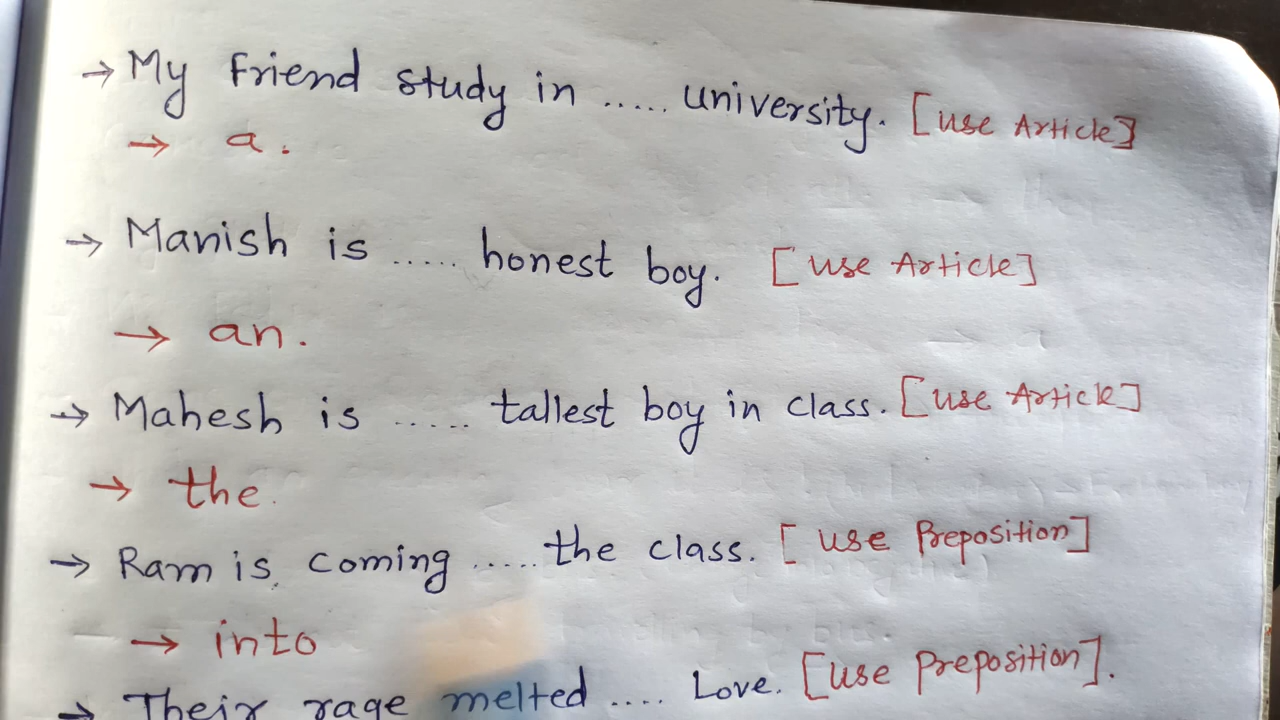 → My friend study in ..... university. [use Article]
→ a.
→ Manish is ..... honest boy. [use Article]
→ an.
→ Mahesh is ..... tallest boy in class. [use Article]
→ the.
→ Ram is coming ..... the class. [use Preposition]
→ into
→ Their rage melted .... Love. [use preposition].